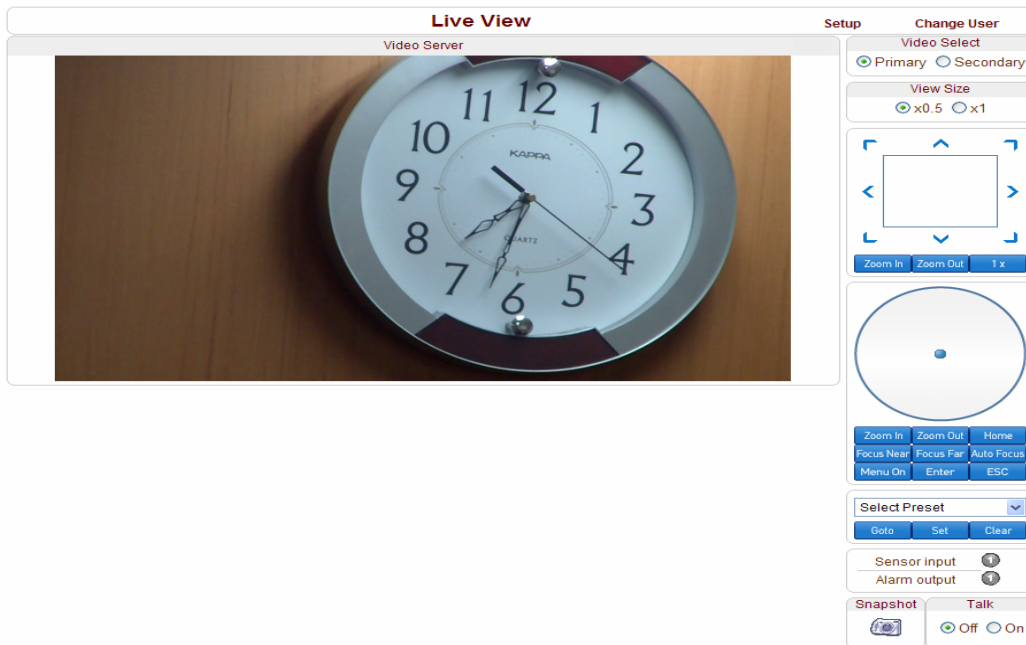 Live View
Setup
Change User
Video Server
Video Select
Primary
Secondary
View Size
x0.5
x1
12
1
2
3
4
5
6
7
8
9
10
11
KAPPA
QUARTZ
Zoom In
Zoom Out
1 x
Zoom In
Zoom Out
Home
Focus Near
Focus Far
Auto Focus
Menu On
Enter
ESC
Select Preset
Goto
Set
Clear
Sensor input
1
Alarm output
1
Snapshot
Talk
Off
On